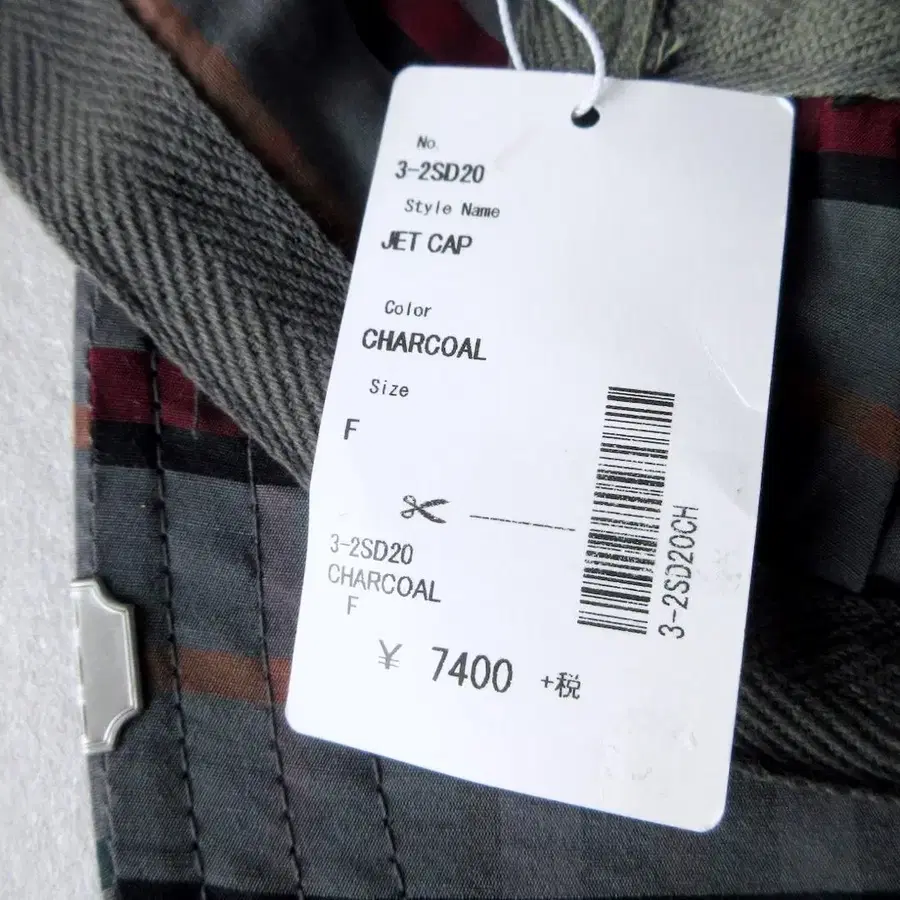 No.
3-2SD20
Style Name
JET CAP
Color
CHARCOAL
Size
F
3-2SD20
CHARCOAL
F
¥ 7400 +税
3-2SD20CH